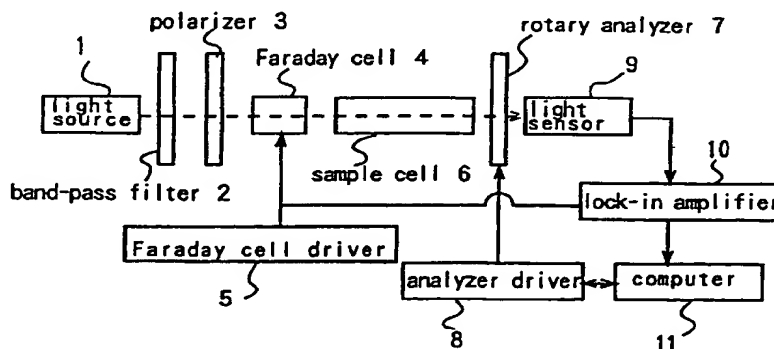 polarizer 3
rotary analyzer 7
1
Faraday cell 4
9
light
source
light
sensor
10
band-pass filter 2
sample cell 6
lock-in amplifier
Faraday cell driver
analyzer driver
computer
5
8
11